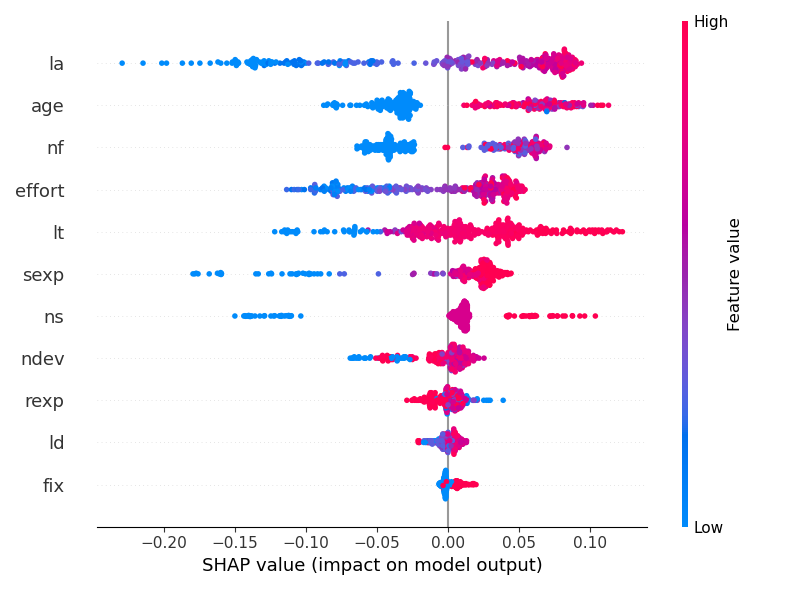 High
la
age
nf
effort
lt
sexp
ns
ndev
rexp
ld
fix
Feature value
Low
−0.20 −0.15 −0.10 −0.05 0.00 0.05 0.10
SHAP value (impact on model output)